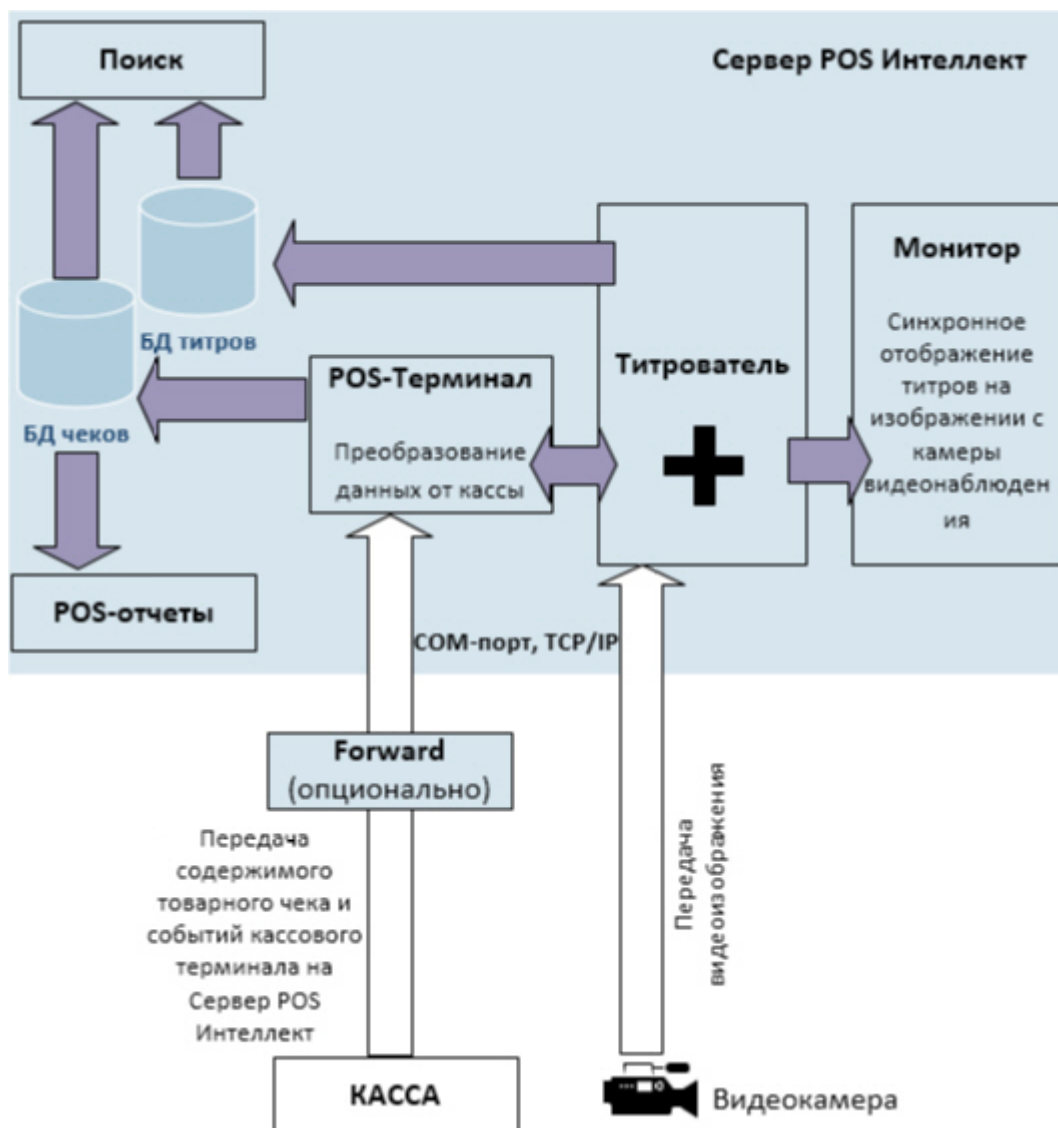 Поиск
Сервер POS Интеллект
БД титров
БД чеков
POS-Терминал
Преобразование
данных от кассы
Титрователь
Монитор
Синхронное
отображение
титров на
изображении с
камеры
видеонаблюден
ия
POS-отчеты
COM-порт, TCP/IP
Forward
(опционально)
Передача
содержимого
товарного чека и
событий кассового
терминала на
Сервер POS
Интеллект
Передача
видеоизображения
КАССА
Видеокамера